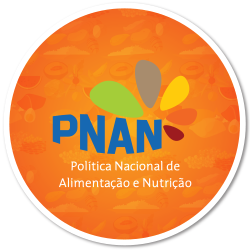 PNAN
Política Nacional de
Alimentação e Nutrição